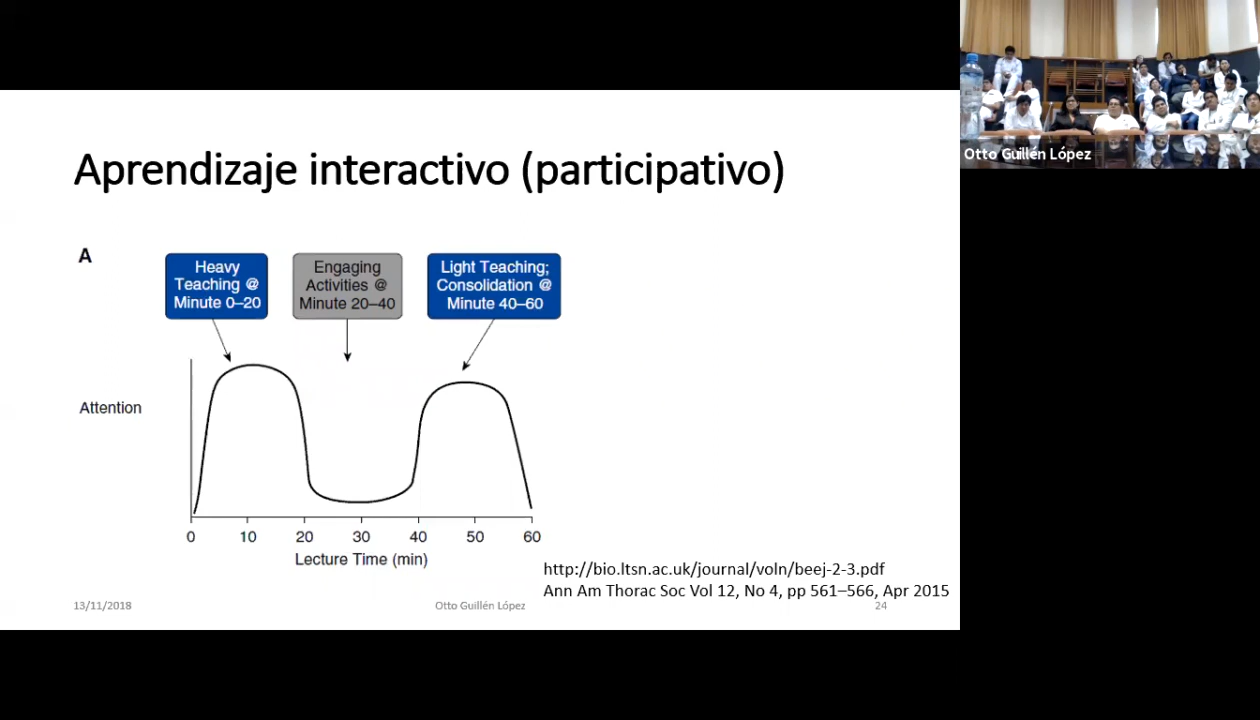 Aprendizaje interactivo (participativo)
A
Heavy
Teaching @
Minute 0–20
Engaging
Activities @
Minute 20–40
Light Teaching;
Consolidation @
Minute 40–60
Attention
0 10 20 30 40 50 60
Lecture Time (min)
http://bio.ltsn.ac.uk/journal/voln/beej-2-3.pdf
Ann Am Thorac Soc Vol 12, No 4, pp 561–566, Apr 2015
13/11/2018
Otto Guillén López
24
Otto Guillén López